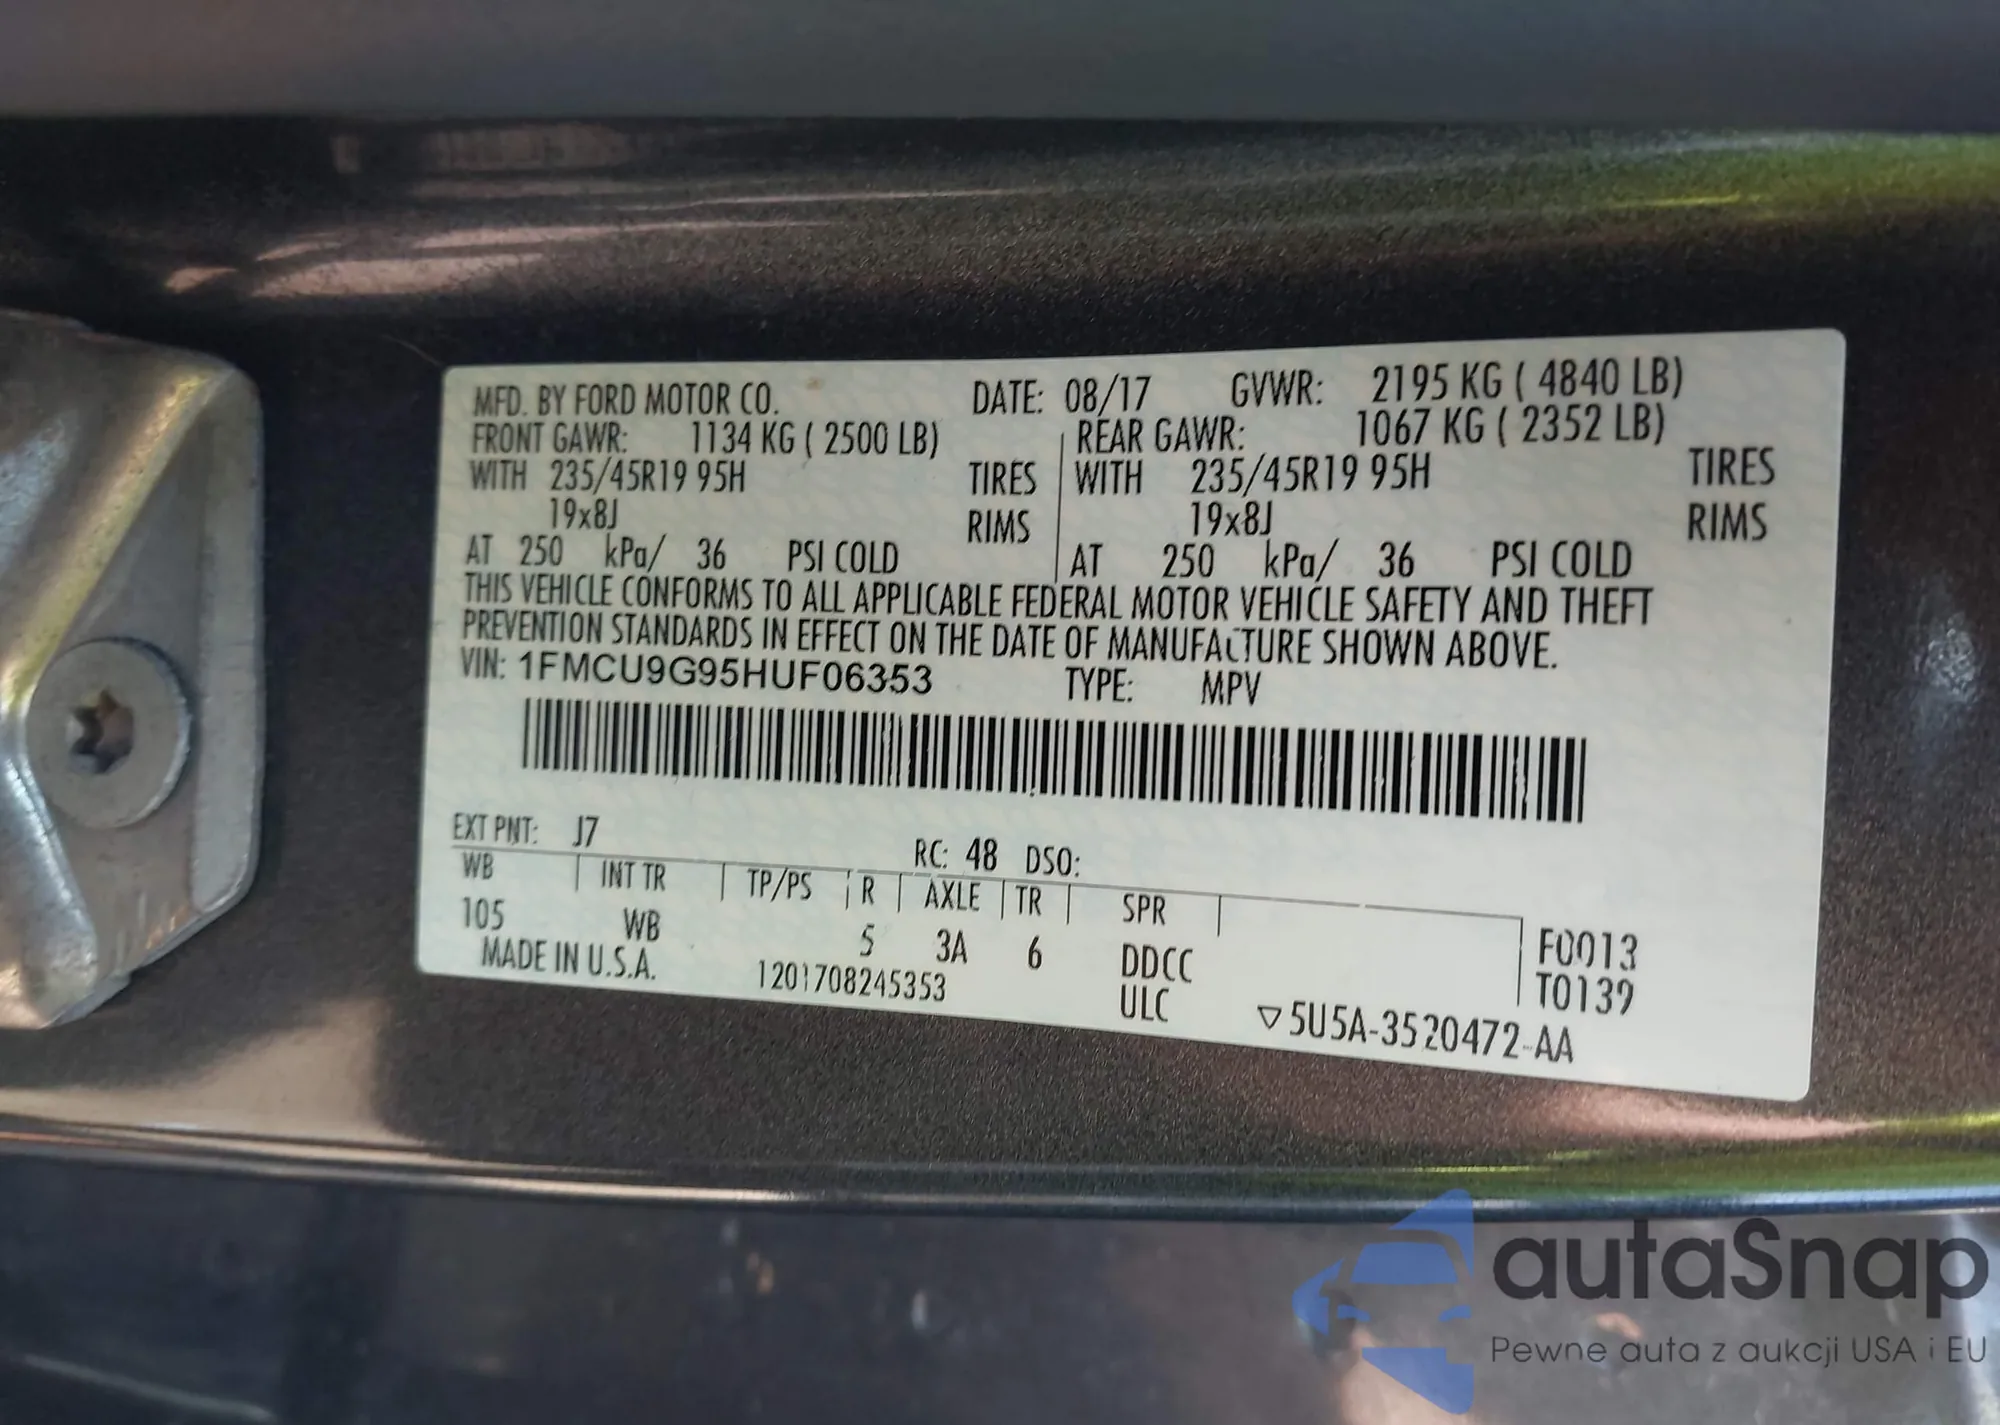 MFD. BY FORD MOTOR CO. DATE: 08/17 GVWR: 2195 KG ( 4840 LB)
FRONT GAWR: 1134 KG ( 2500 LB) REAR GAWR: 1067 KG ( 2352 LB)
WITH 235/45R19 95H TIRES WITH 235/45R19 95H TIRES
19x8J RIMS 19x8J RIMS
AT 250 kPa/ 36 PSI COLD AT 250 kPa/ 36 PSI COLD
THIS VEHICLE CONFORMS TO ALL APPLICABLE FEDERAL MOTOR VEHICLE SAFETY AND THEFT
PREVENTION STANDARDS IN EFFECT ON THE DATE OF MANUFACTURE SHOWN ABOVE.
VIN: 1FMCU9G95HUF06353 TYPE: MPV
EXT PNT: J7 RC: 48 DSO:
WB INT TR TP/PS R AXLE TR SPR
105 WB 5 3A 6 DDCC F0013
MADE IN U.S.A. 1201708245353 ULC T0139
▽5U5A-3520472-AA
autaSnap
Pewne auta z aukcji USA i EU